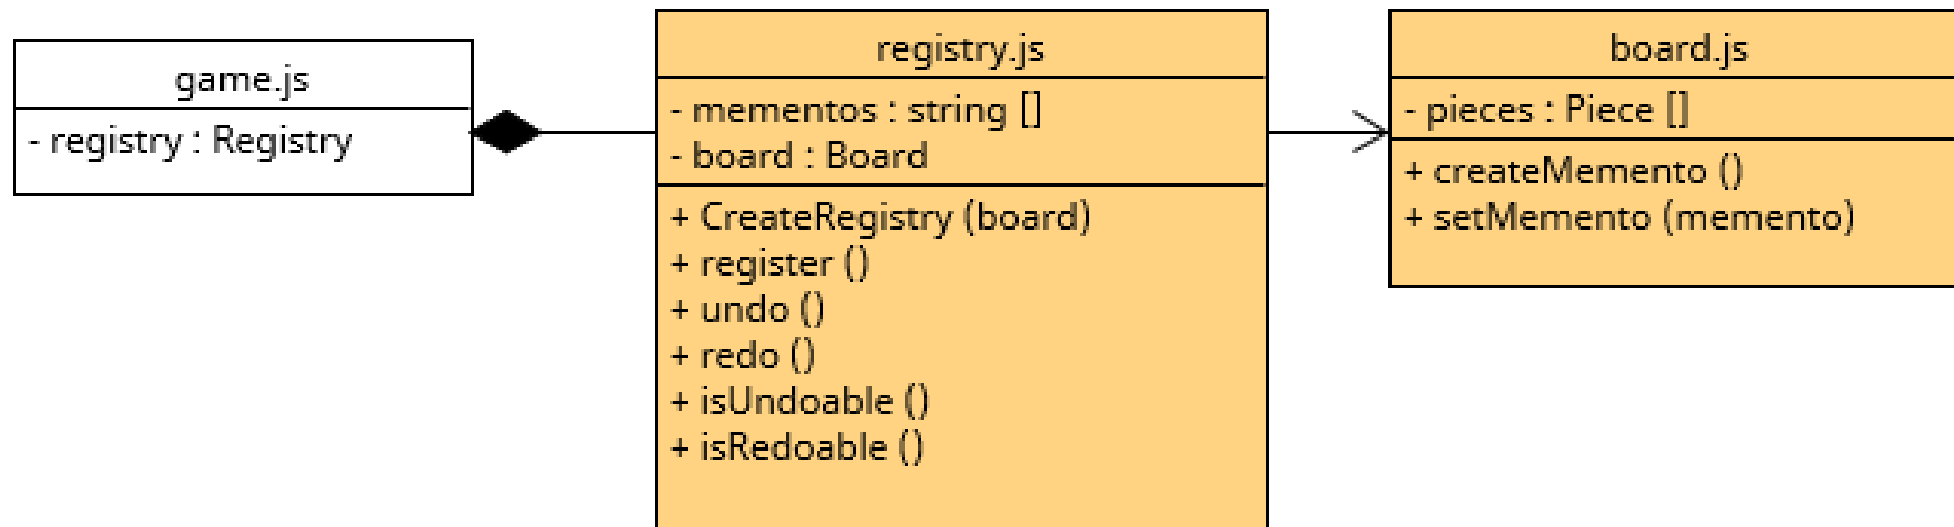 game.js
- registry : Registry
registry.js
- mementos : string []
- board : Board
+ CreateRegistry (board)
+ register ()
+ undo ()
+ redo ()
+ isUndoable ()
+ isRedoable ()
board.js
- pieces : Piece []
+ createMemento ()
+ setMemento (memento)